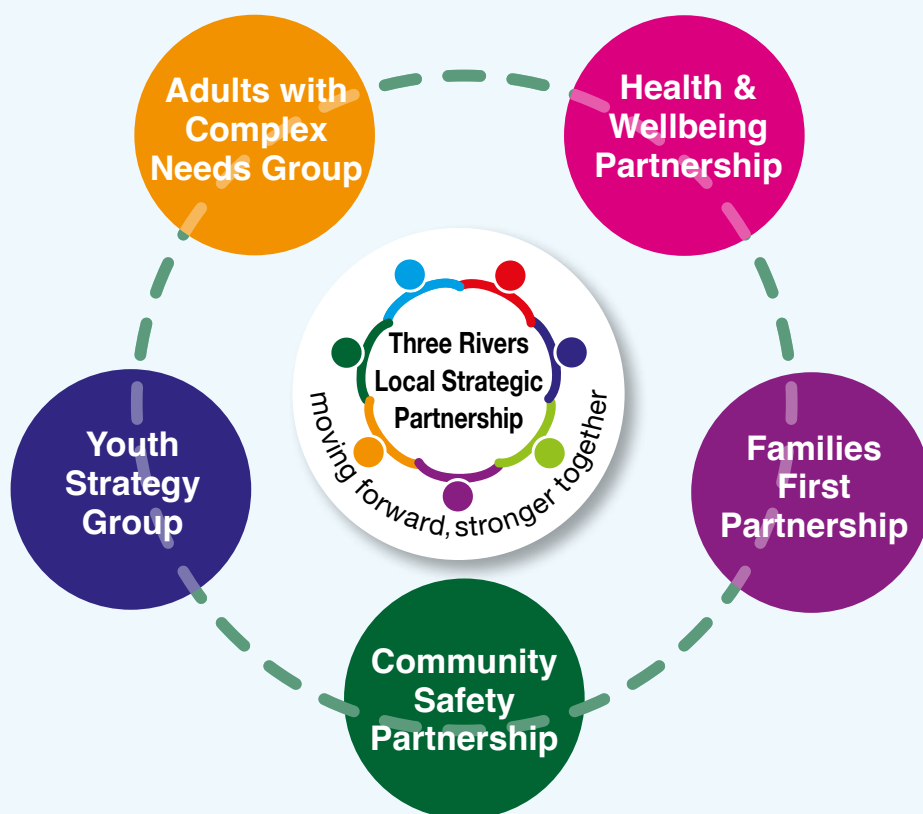 Adults with
Complex
Needs Group
Health &
Wellbeing
Partnership
Three Rivers
Local Strategic
Partnership
moving forward, stronger together
Youth
Strategy
Group
Families
First
Partnership
Community
Safety
Partnership